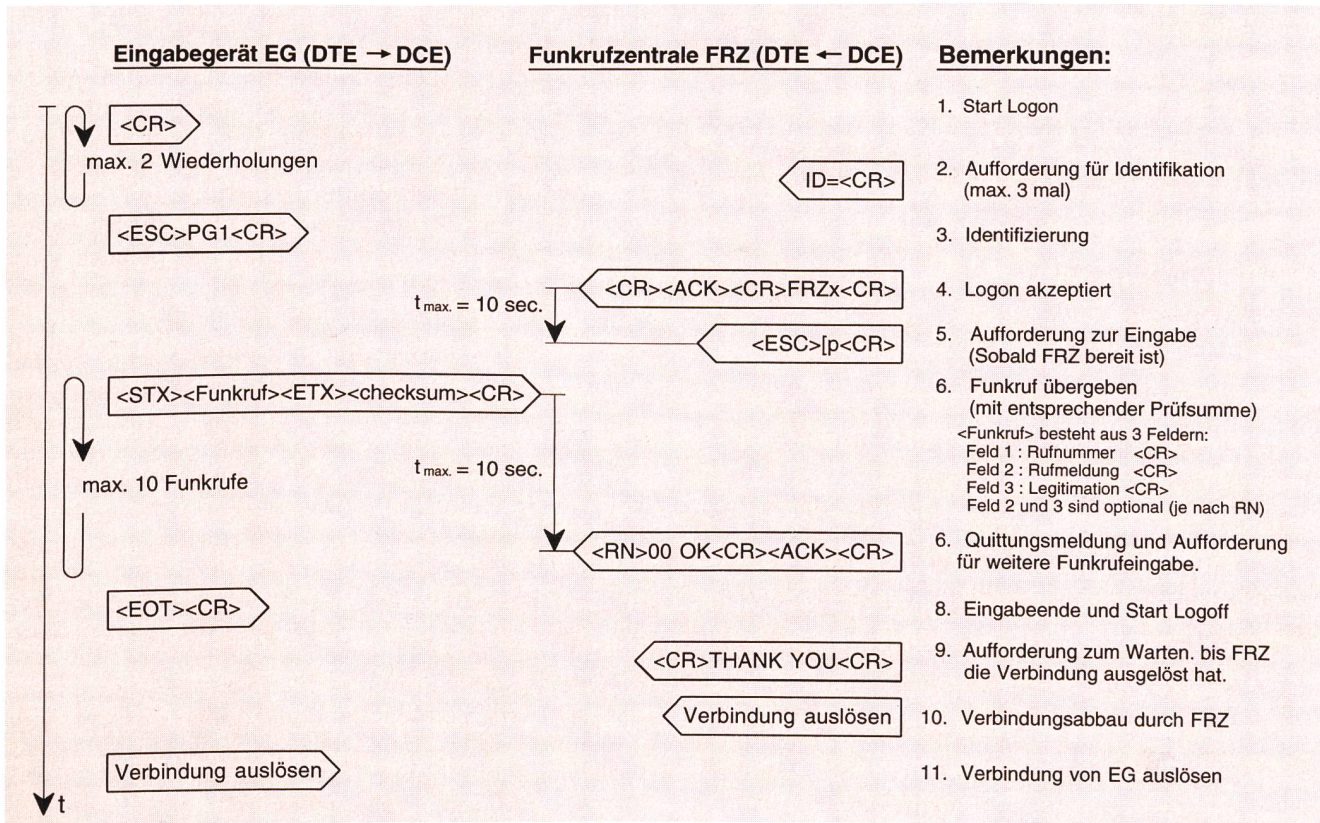 Eingabegerät EG (DTE → DCE)
Funkrufzentrale FRZ (DTE ← DCE)
Bemerkungen:
<CR>
1. Start Logon
max. 2 Wiederholungen
ID=<CR>
2. Aufforderung für Identifikation
(max. 3 mal)
<ESC>PG1<CR>
3. Identifizierung
t max. = 10 sec.
<CR><ACK><CR>FRZx<CR>
4. Logon akzeptiert
<ESC>[p<CR>
5. Aufforderung zur Eingabe
(Sobald FRZ bereit ist)
<STX><Funkruf><ETX><checksum><CR>
6. Funkruf übergeben
(mit entsprechender Prüfsumme)
<Funkruf> besteht aus 3 Feldern:
Feld 1 : Rufnummer <CR>
Feld 2 : Rufmeldung <CR>
Feld 3 : Legitimation <CR>
Feld 2 und 3 sind optional (je nach RN)
t max. = 10 sec.
max. 10 Funkrufe
<RN>00 OK<CR><ACK><CR>
6. Quittungsmeldung und Aufforderung
für weitere Funkrufeingabe.
<EOT><CR>
8. Eingabeende und Start Logoff
<CR>THANK YOU<CR>
9. Aufforderung zum Warten. bis FRZ
die Verbindung ausgelöst hat.
Verbindung auslösen
10. Verbindungsabbau durch FRZ
Verbindung auslösen
11. Verbindung von EG auslösen
t